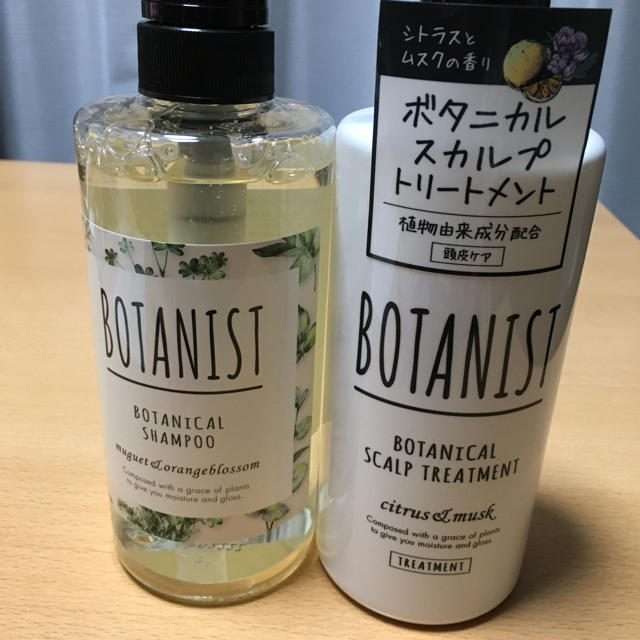 BOTANIST
BOTANICAL
SHAMPOO
muguet&orangeblossom
Composed with a grace of plants
to give you moisture and gloss.
シトラスと
ムスクの香り
ボタニカル
スカルプ
トリートメント
植物由来成分配合
頭皮ケア
BOTANIST
BOTANICAL
SCALP TREATMENT
citrus&musk
Composed with a grace of plants
to give you moisture and gloss.
TREATMENT